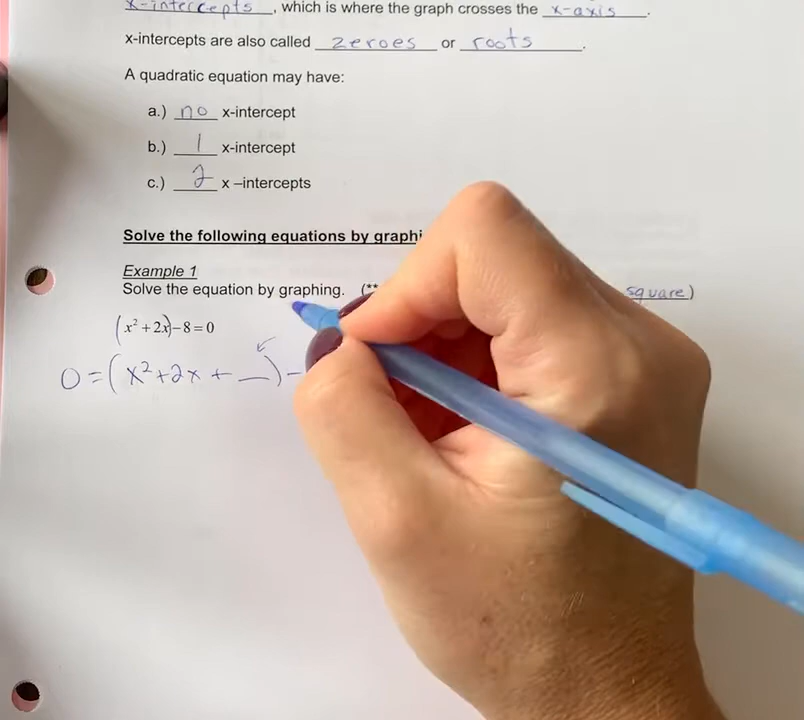 x-intercepts, which is where the graph crosses the x-axis.
x-intercepts are also called zeroes or roots.
A quadratic equation may have:
a.) no x-intercept
b.) 1 x-intercept
c.) 2 x –intercepts
Solve the following equations by graphi
Example 1
Solve the equation by graphing. (** square)
(x² + 2x) – 8 = 0
0 = (x² + 2x + __) –